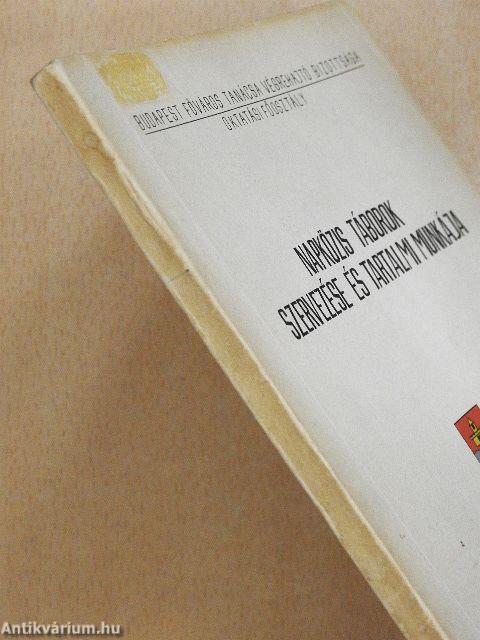 BUDAPEST FŐVÁROS TANÁCSA VÉGREHAJTÓ BIZOTTSÁGA
OKTATÁSI FŐOSZTÁLY
NAPKÖZIS TÁBOROK
SZERVEZÉSE ÉS TARTALMI MUNKÁJA
Antikvárium.hu